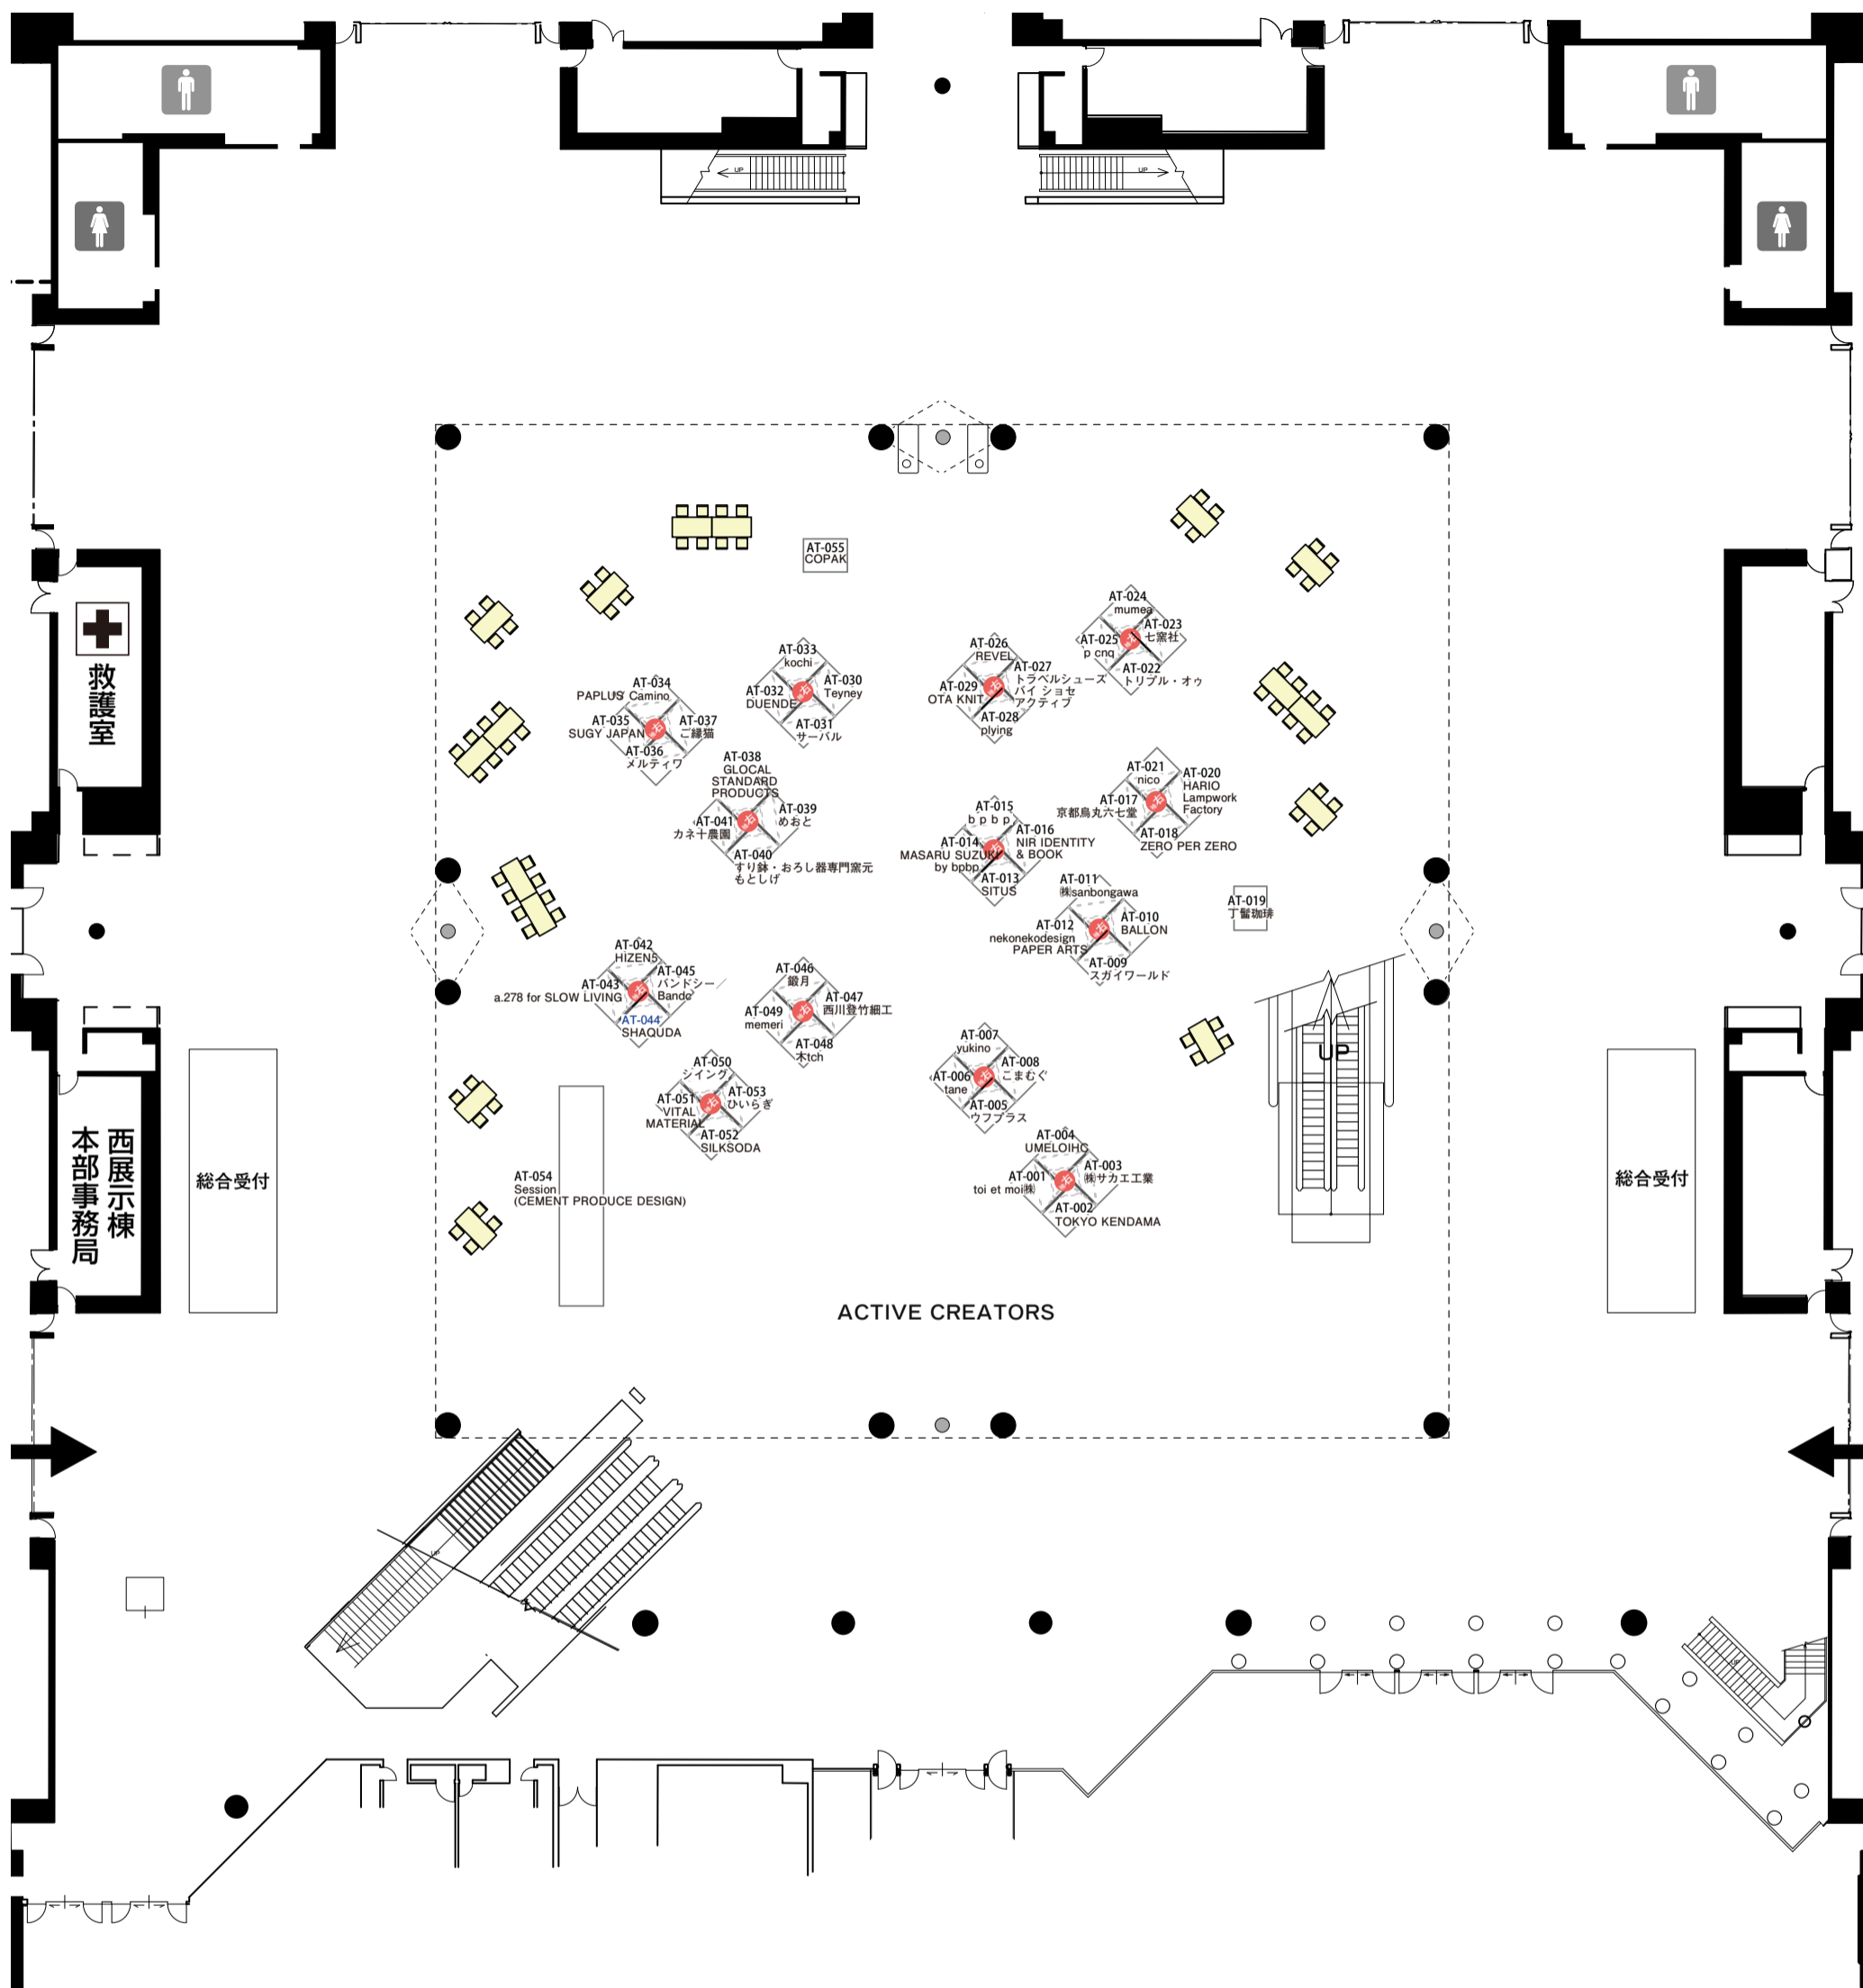 UP
UP
AT-055
COPAK
AT-024
mumea
AT-023
七窯社
AT-025
p cnq
AT-022
トリプル・オゥ
AT-026
REVEL
AT-027
トラベルシューズ
バイ ショセ
アクティブ
AT-029
OTA KNIT
AT-028
plying
AT-033
kochi
AT-030
Teyney
AT-032
DUENDE
AT-031
サーバル
AT-034
PAPLUS/ Camino
AT-035
SUGY JAPAN
AT-037
ご縁猫
AT-036
メルティワ
AT-038
GLOCAL
STANDARD
PRODUCTS
AT-039
めおと
AT-041
カネ十農園
AT-040
すり鉢・おろし器専門窯元
もとしげ
AT-021
nico
AT-020
HARIO
Lampwork
Factory
AT-017
京都烏丸六七堂
AT-018
ZERO PER ZERO
AT-015
b p b p
AT-016
NIR IDENTITY
& BOOK
AT-014
MASARU SUZUKI
by bpbp
AT-013
SITUS
AT-011
㈱sanbongawa
AT-010
BALLON
AT-012
nekonekodesign
PAPER ARTS
AT-009
スガイワールド
AT-019
丁髷珈琲
AT-042
HIZEN5
AT-045
バンドシー/
Bandc
AT-043
a.278 for SLOW LIVING
AT-044
SHAQUDA
AT-046
鍛月
AT-047
西川登竹細工
AT-049
memeri
AT-048
木tch
AT-050
シイング
AT-053
ひいらぎ
AT-051
VITAL
MATERIAL
AT-052
SILKSODA
AT-007
yukino
AT-008
こまむぐ
AT-006
tane
AT-005
ウフプラス
AT-004
UMELOIHC
AT-003
㈱サカエ工業
AT-001
toi et moi㈱
AT-002
TOKYO KENDAMA
AT-054
Session
(CEMENT PRODUCE DESIGN)
UP
救護室
西展示棟
本部事務局
総合受付
総合受付
ACTIVE CREATORS
UP
UP